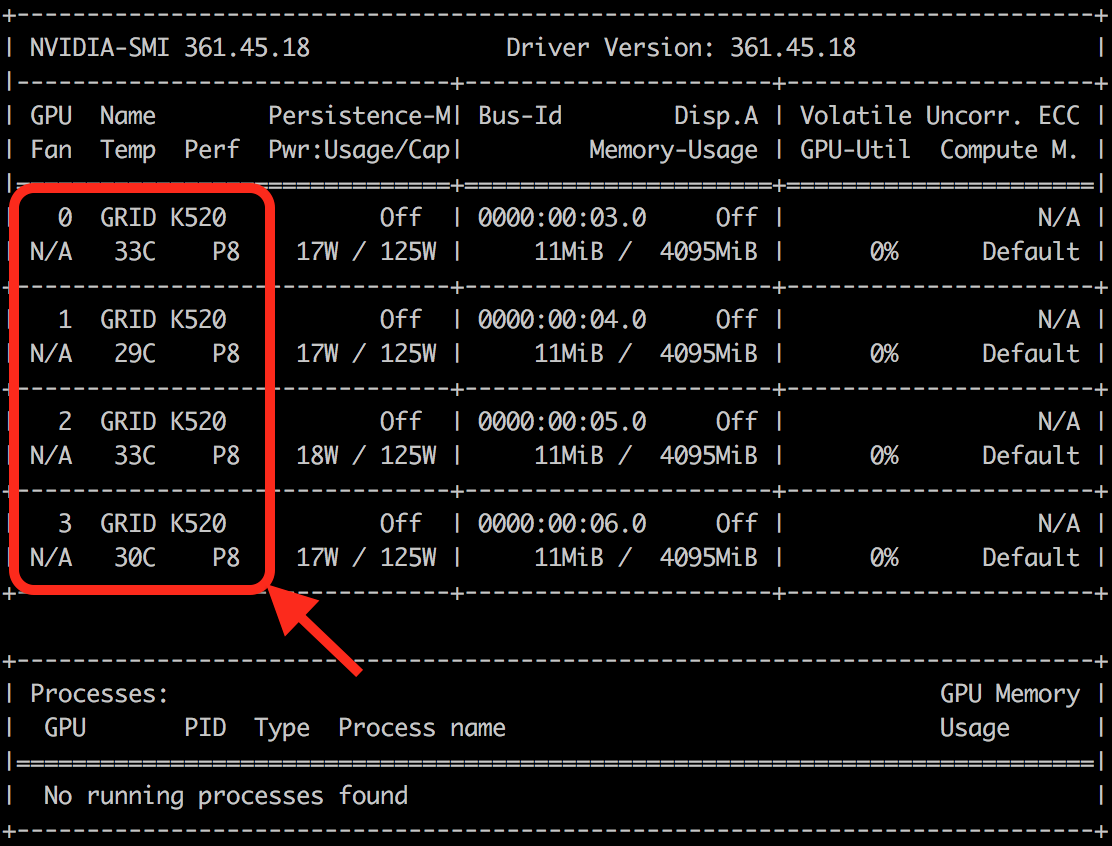 NVIDIA-SMI 361.45.18 Driver Version: 361.45.18
GPU Name Persistence-M| Bus-Id Disp.A | Volatile Uncorr. ECC
Fan Temp Perf Pwr:Usage/Cap| Memory-Usage | GPU-Util Compute M.
0 GRID K520 Off | 0000:00:03.0 Off | N/A
N/A 33C P8 17W / 125W | 11MiB / 4095MiB | 0% Default
1 GRID K520 Off | 0000:00:04.0 Off | N/A
N/A 29C P8 17W / 125W | 11MiB / 4095MiB | 0% Default
2 GRID K520 Off | 0000:00:05.0 Off | N/A
N/A 33C P8 18W / 125W | 11MiB / 4095MiB | 0% Default
3 GRID K520 Off | 0000:00:06.0 Off | N/A
N/A 30C P8 17W / 125W | 11MiB / 4095MiB | 0% Default
Processes: GPU Memory
GPU PID Type Process name Usage
No running processes found